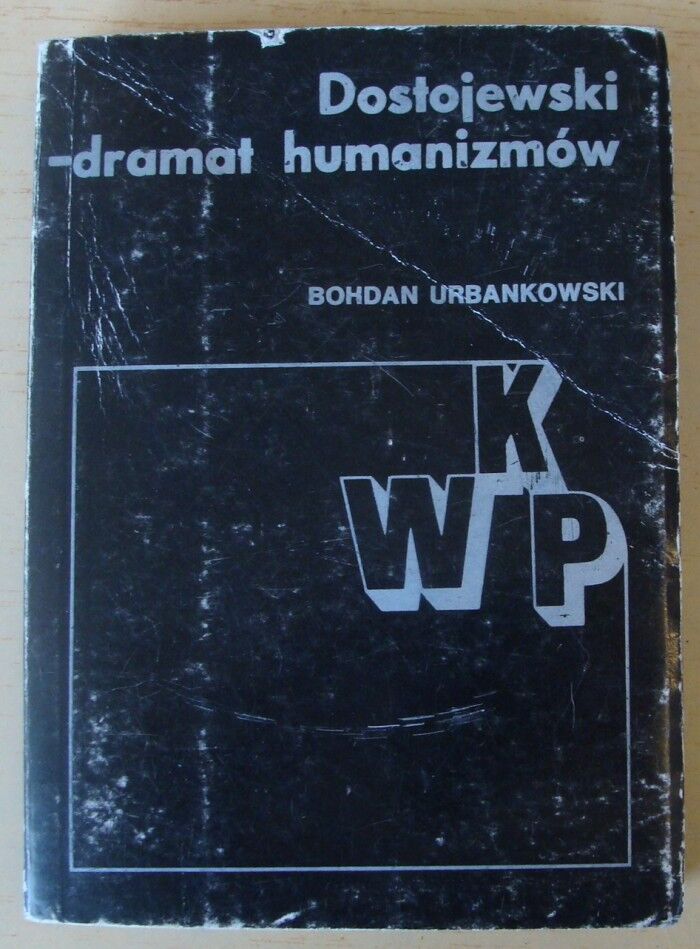 Dostojewski
-dramat humanizmów
BOHDAN URBANKOWSKI
K
W P